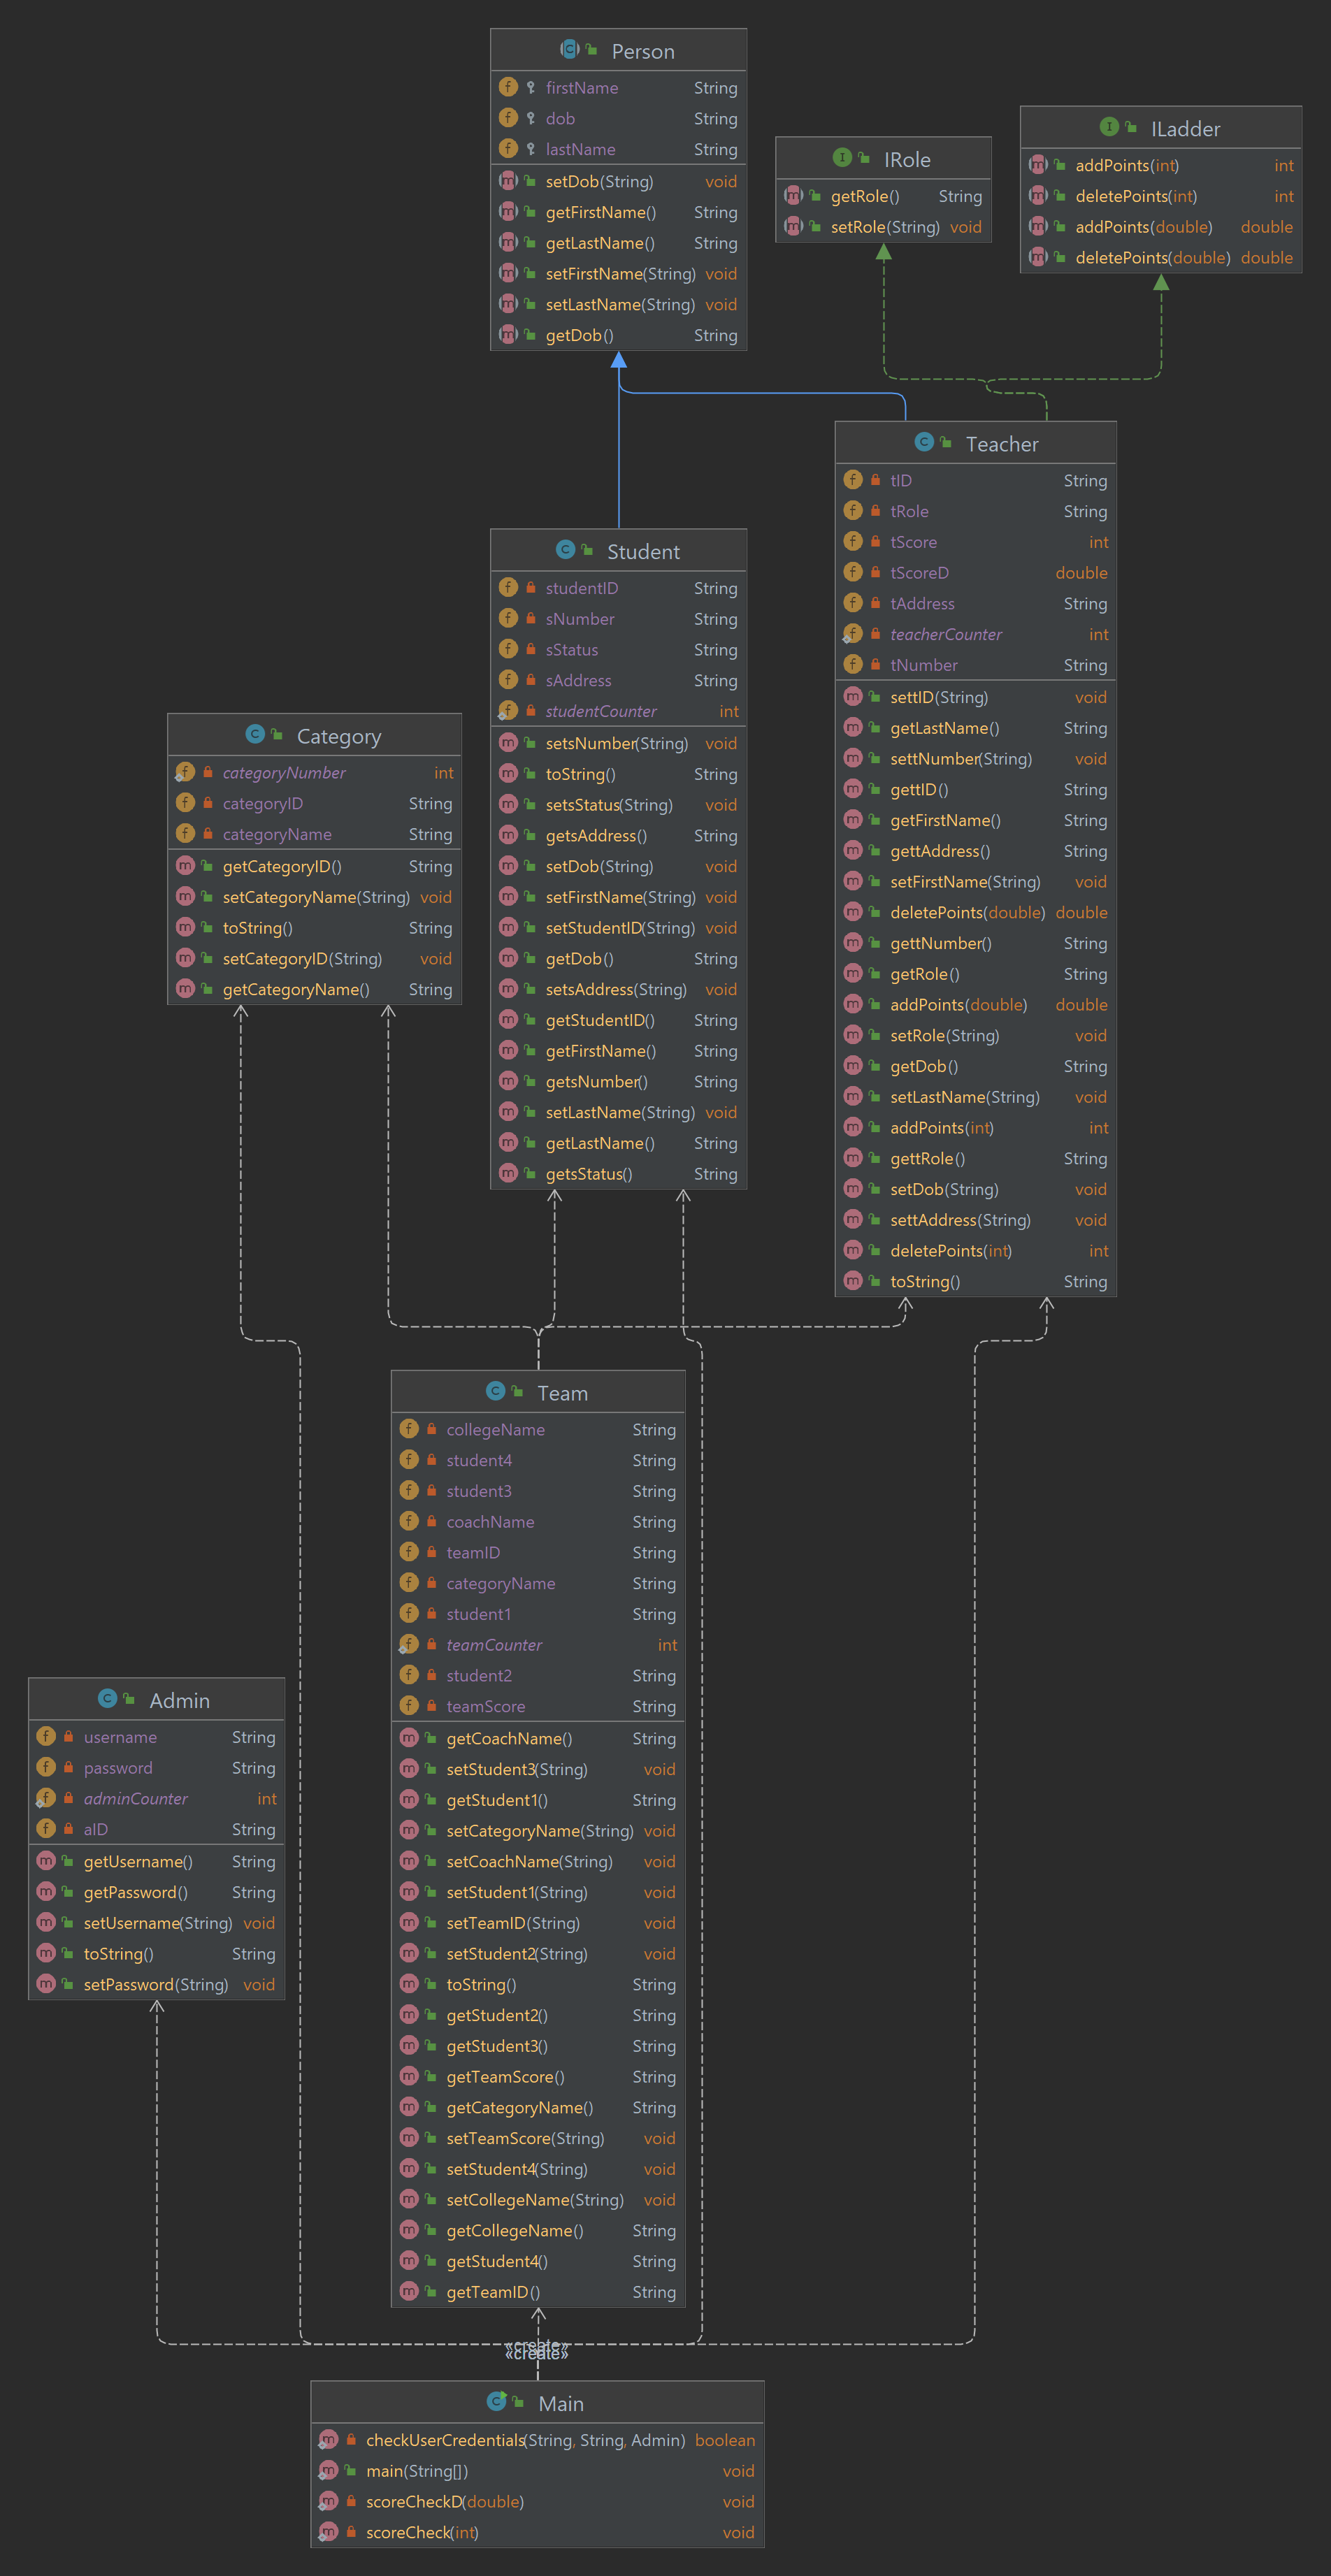 Person
firstName String
dob String
lastName String
setDob(String) void
getFirstName() String
getLastName() String
setFirstName(String) void
setLastName(String) void
getDob() String
IRole
getRole() String
setRole(String) void
ILadder
addPoints(int) int
deletePoints(int) int
addPoints(double) double
deletePoints(double) double
Teacher
tID String
tRole String
tScore int
tScoreD double
tAddress String
teacherCounter int
tNumber String
settID(String) void
getLastName() String
settNumber(String) void
gettID() String
getFirstName() String
gettAddress() String
setFirstName(String) void
deletePoints(double) double
gettNumber() String
getRole() String
addPoints(double) double
setRole(String) void
getDob() String
setLastName(String) void
addPoints(int) int
gettRole() String
setDob(String) void
settAddress(String) void
deletePoints(int) int
toString() String
Student
studentID String
sNumber String
sStatus String
sAddress String
studentCounter int
setsNumber(String) void
toString() String
setsStatus(String) void
getsAddress() String
setDob(String) void
setFirstName(String) void
setStudentID(String) void
getDob() String
setsAddress(String) void
getStudentID() String
getFirstName() String
getsNumber() String
setLastName(String) void
getLastName() String
getsStatus() String
Category
categoryNumber int
categoryID String
categoryName String
getCategoryID() String
setCategoryName(String) void
toString() String
setCategoryID(String) void
getCategoryName() String
Team
collegeName String
student4 String
student3 String
coachName String
teamID String
categoryName String
student1 String
teamCounter int
student2 String
teamScore String
getCoachName() String
setStudent3(String) void
getStudent1() String
setCategoryName(String) void
setCoachName(String) void
setStudent1(String) void
setTeamID(String) void
setStudent2(String) void
toString() String
getStudent2() String
getStudent3() String
getTeamScore() String
getCategoryName() String
setTeamScore(String) void
setStudent4(String) void
setCollegeName(String) void
getCollegeName() String
getStudent4() String
getTeamID() String
Admin
username String
password String
adminCounter int
aID String
getUsername() String
getPassword() String
setUsername(String) void
toString() String
setPassword(String) void
«create»
«create»
Main
checkUserCredentials(String, String, Admin) boolean
main(String[]) void
scoreCheckD(double) void
scoreCheck(int) void